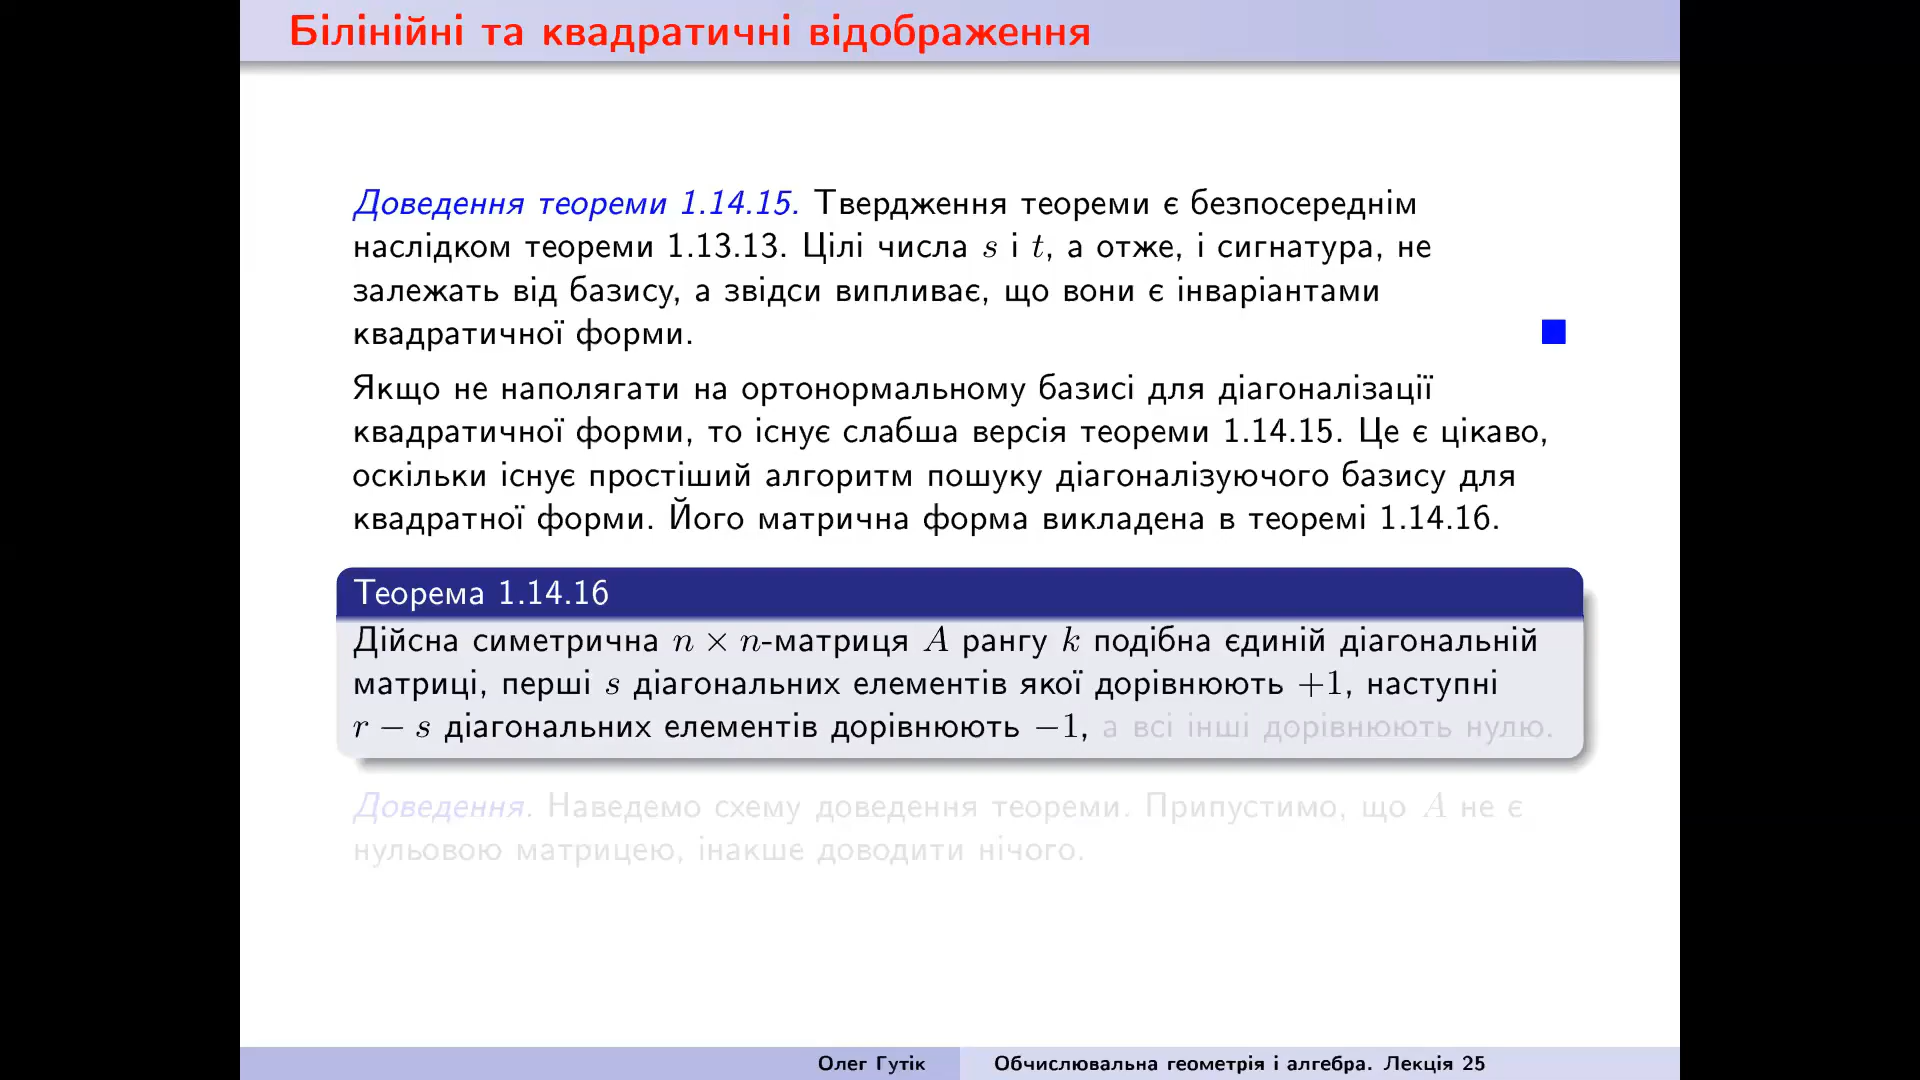 Білінійні та квадратичні відображення
Доведення теореми 1.14.15. Твердження теореми є безпосереднім
наслідком теореми 1.13.13. Цілі числа s і t, а отже, і сигнатура, не
залежать від базису, а звідси випливає, що вони є інваріантами
квадратичної форми.
Якщо не наполягати на ортонормальному базисі для діагоналізації
квадратичної форми, то існує слабша версія теореми 1.14.15. Це є цікаво,
оскільки існує простіший алгоритм пошуку діагоналізуючого базису для
квадратної форми. Його матрична форма викладена в теоремі 1.14.16.
Теорема 1.14.16
Дійсна симетрична n × n-матриця A рангу k подібна єдиній діагональній
матриці, перші s діагональних елементів якої дорівнюють +1, наступні
r − s діагональних елементів дорівнюють −1, а всі інші дорівнюють нулю.
Доведення. Наведемо схему доведення теореми. Припустимо, що A не є
нульовою матрицею, інакше доводити нічого.
Олег Гутік
Обчислювальна геометрія і алгебра. Лекція 25